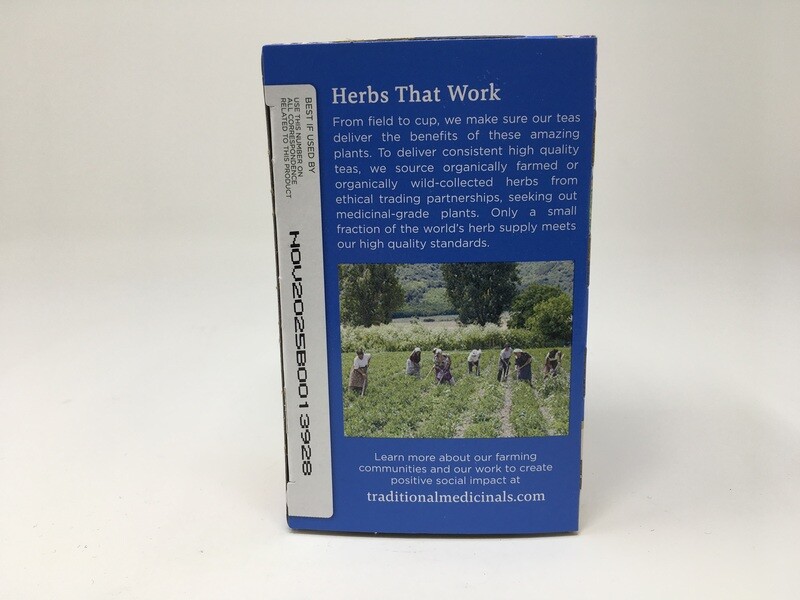 Herbs That Work
From field to cup, we make sure our teas
deliver the benefits of these amazing
plants. To deliver consistent high quality
teas, we source organically farmed or
organically wild-collected herbs from
ethical trading partnerships, seeking out
medicinal-grade plants. Only a small
fraction of the world's herb supply meets
our high quality standards.
Learn more about our farming
communities and our work to create
positive social impact at
traditionalmedicinals.com
BEST IF USED BY
USE THIS NUMBER ON
ALL CORRESPONDENCE
RELATED TO THIS PRODUCT
NOV2025B0013928